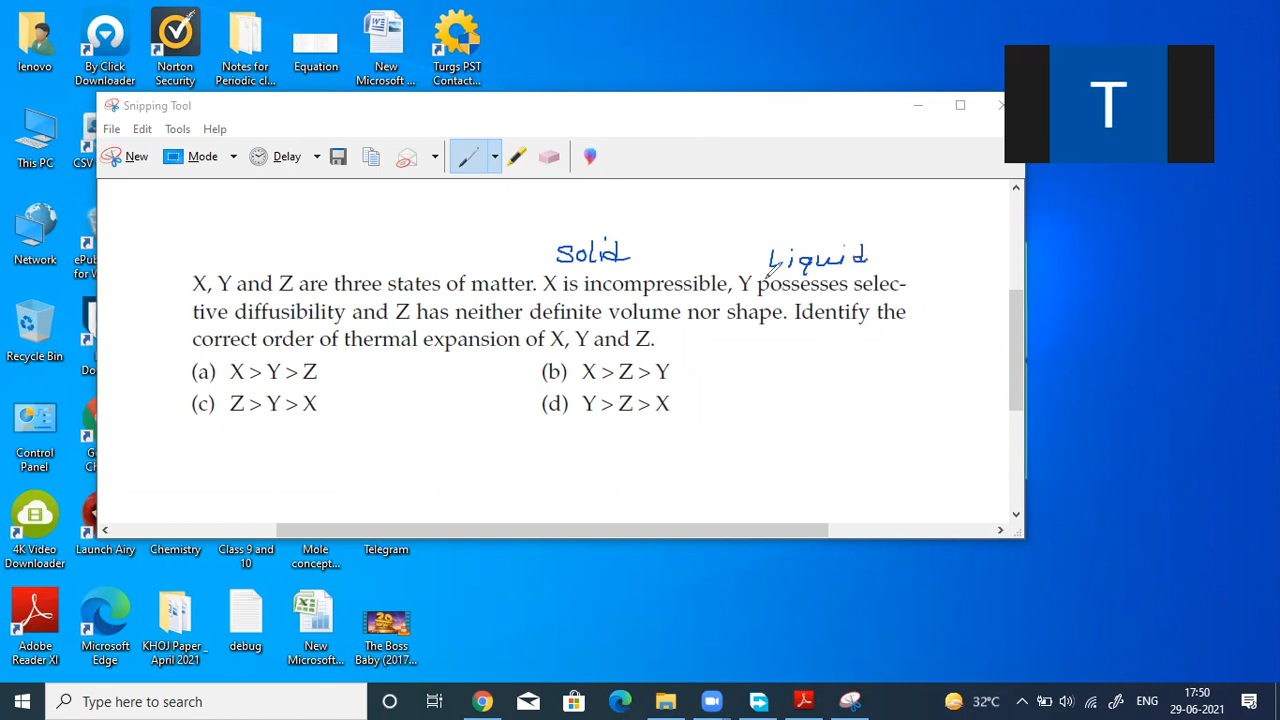 lenovo
By Click Downloader
Norton Security
Notes for Periodic cl...
Equation
New Microsoft ...
Turgs PST Contact...
T
Snipping Tool
File Edit Tools Help
New Mode Delay
This PC
CSV
Network
ePu
for W
Recycle Bin
Control Panel
4K Video Downloader
Launch Airy
Chemistry
Class 9 and 10
Mole concept...
Telegram
Solid Liquid
X, Y and Z are three states of matter. X is incompressible, Y possesses selec-
tive diffusibility and Z has neither definite volume nor shape. Identify the
correct order of thermal expansion of X, Y and Z.
(a) X > Y > Z (b) X > Z > Y
(c) Z > Y > X (d) Y > Z > X
Adobe Reader XI
Microsoft Edge
KHOJ Paper _ April 2021
debug
New Microsoft...
The Boss Baby (2017...
Type here to search
32°C
ENG
17:50
29-06-2021